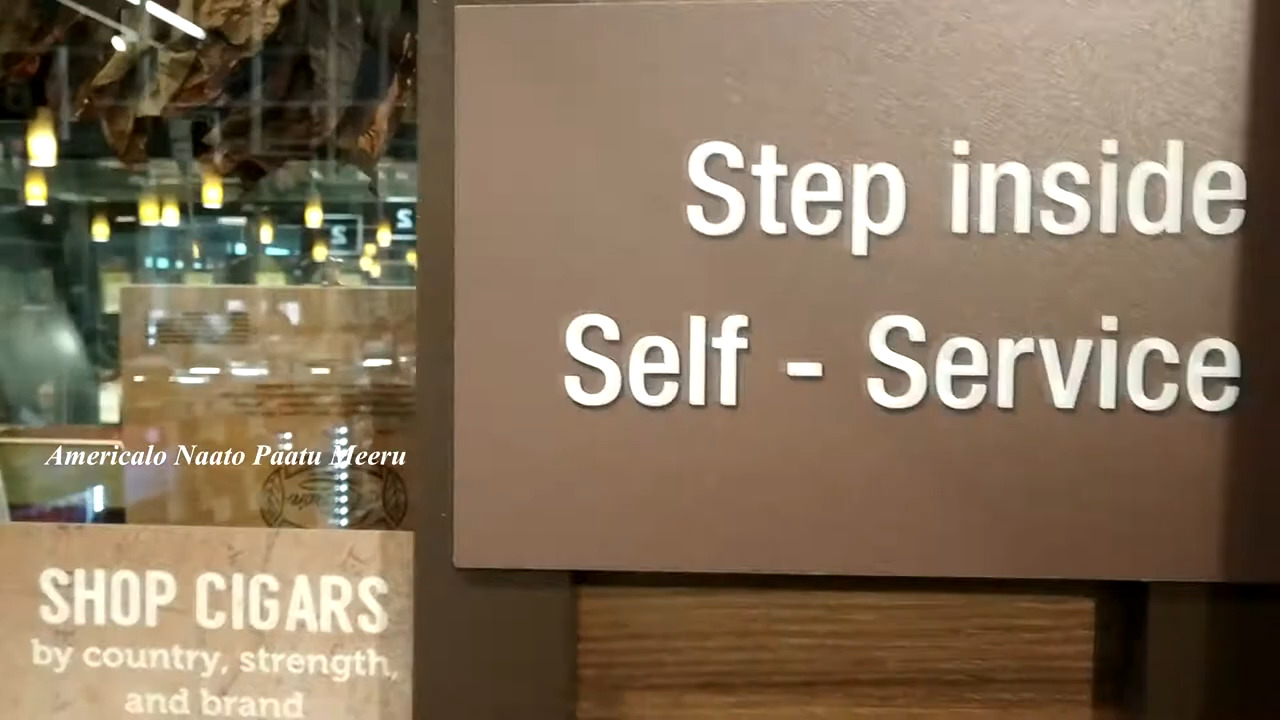 Step inside
Self - Service
Americalo Naato Paatu Meeru
SHOP CIGARS
by country, strength,
and brand